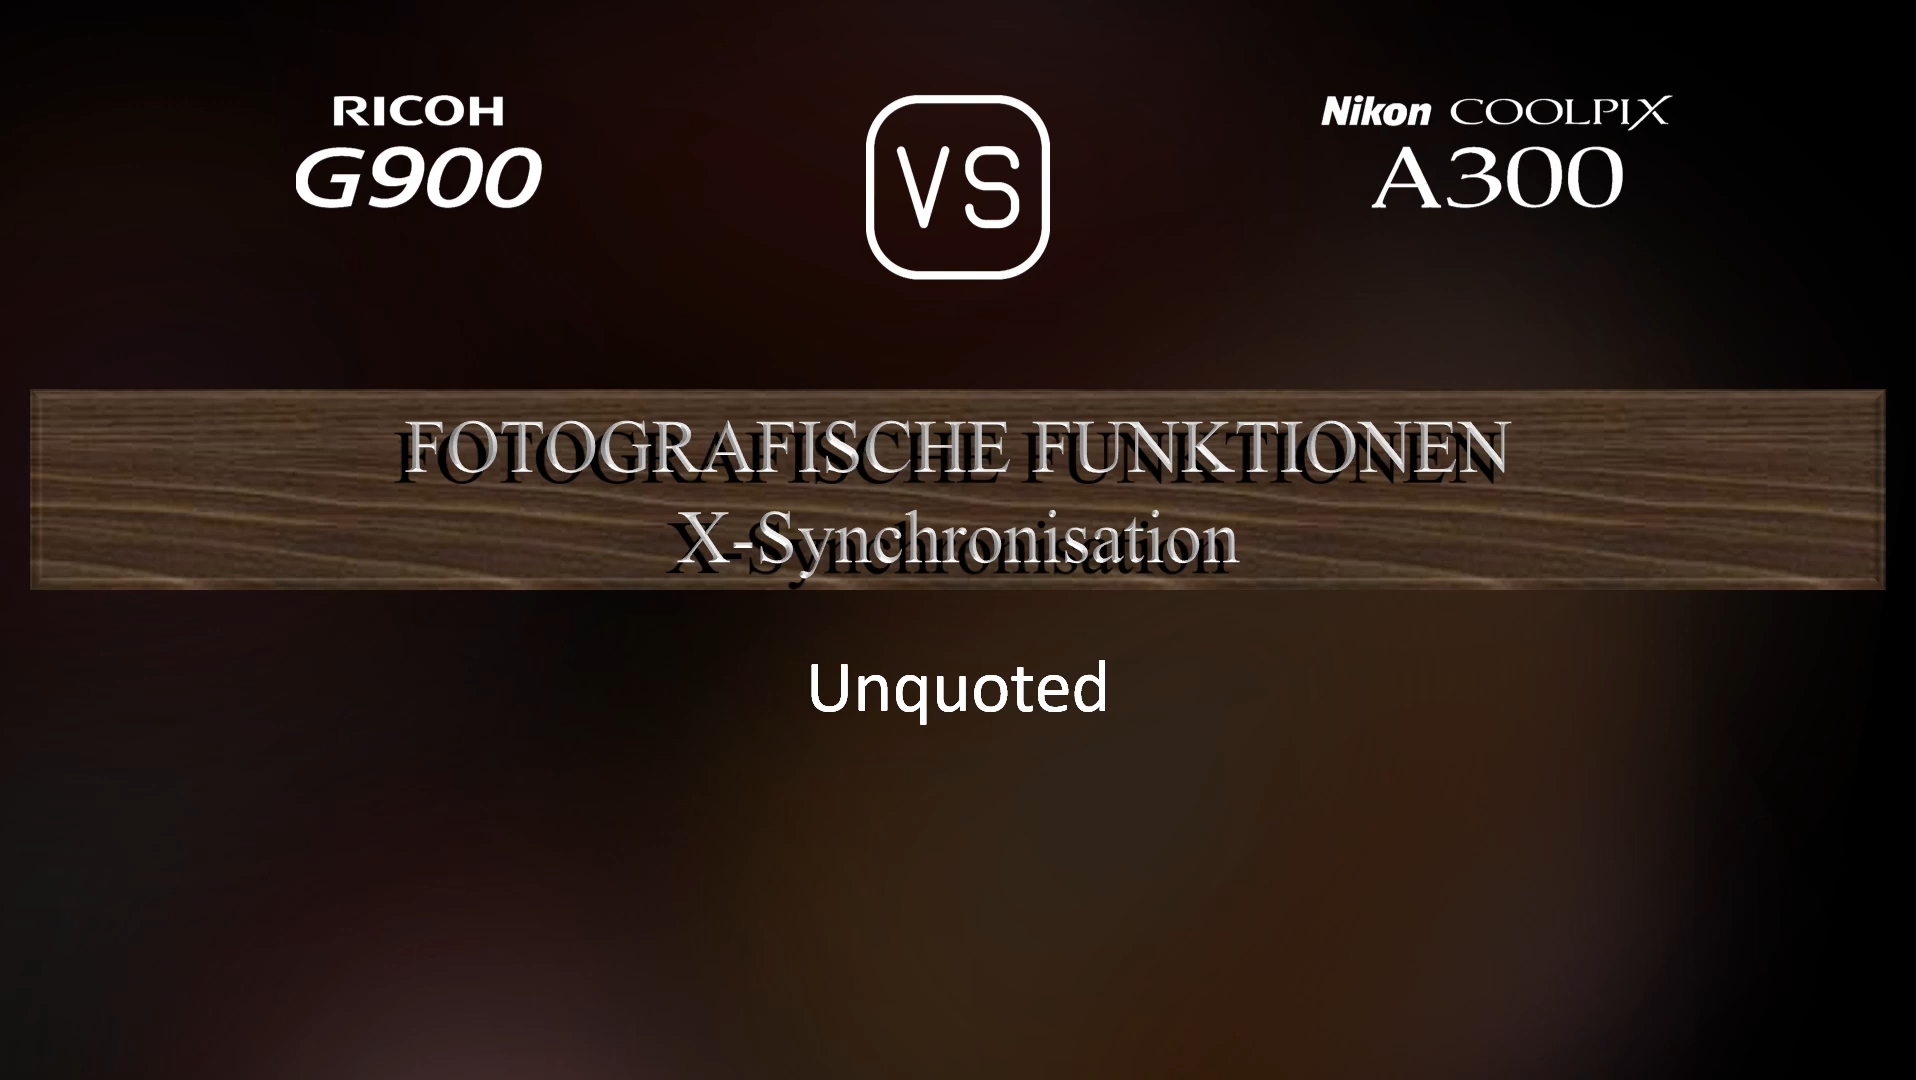 RICOH
G900
VS
Nikon COOLPIX
A300
FOTOGRAFISCHE FUNKTIONEN
X-Synchronisation
Unquoted